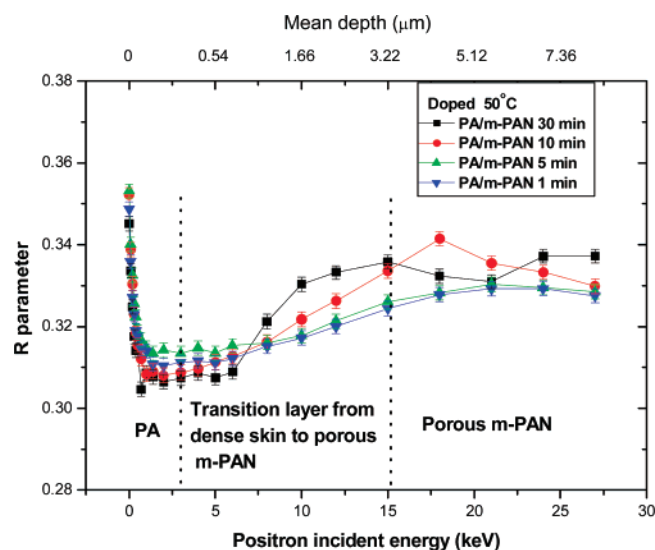 Mean depth (μm)
0 0.54 1.66 3.22 5.12 7.36
0.38
0.36
0.34
0.32
0.30
0.28
R parameter
Doped 50°C
PA/m-PAN 30 min
PA/m-PAN 10 min
PA/m-PAN 5 min
PA/m-PAN 1 min
PA
Transition layer from
dense skin to porous
m-PAN
Porous m-PAN
0 5 10 15 20 25 30
Positron incident energy (keV)